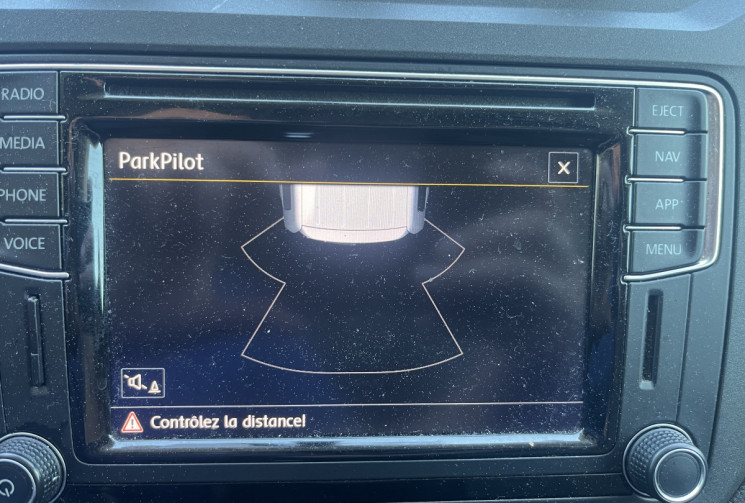 RADIO
MEDIA
PHONE
VOICE
ParkPilot
X
Contrôlez la distance!
EJECT
NAV
APP
MENU